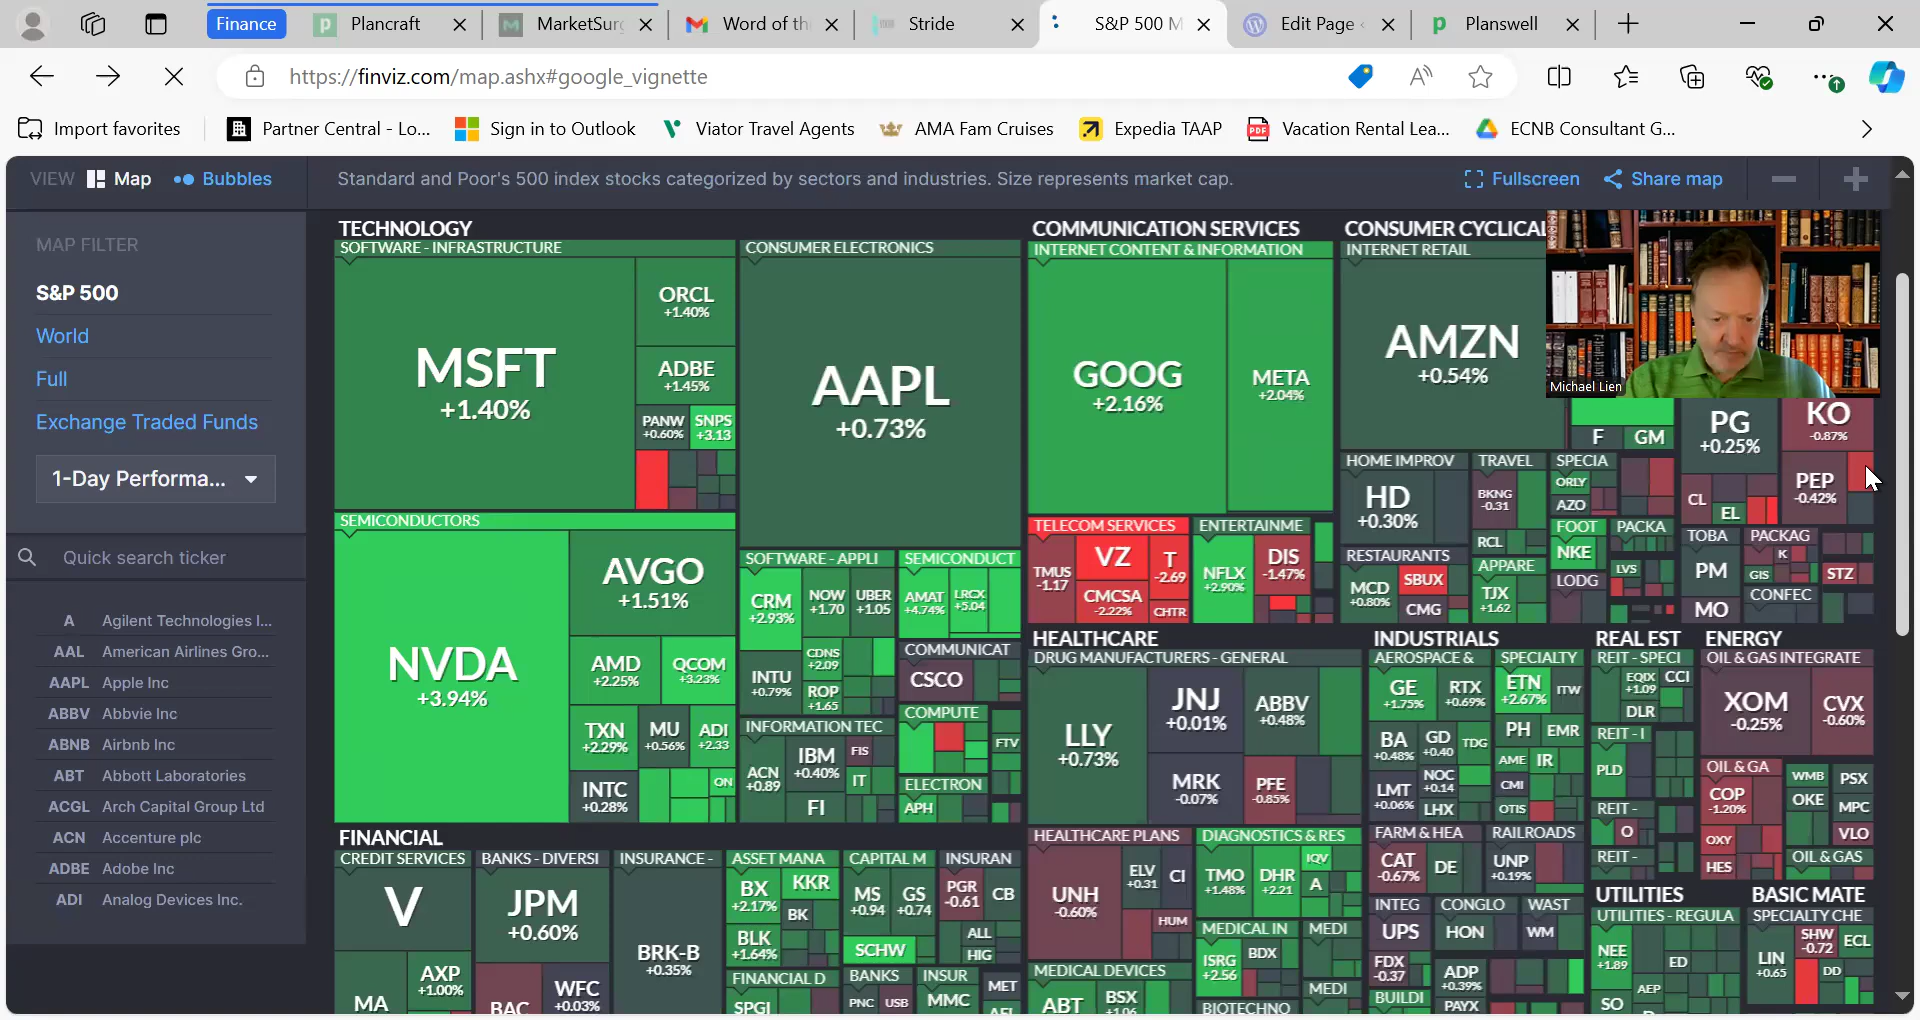 Finance
Plancraft
MarketSurg
Word of th
Stride
S&P 500 M
Edit Page
Planswell
https://finviz.com/map.ashx#google_vignette
Import favorites
Partner Central - Lo...
Sign in to Outlook
Viator Travel Agents
AMA Fam Cruises
Expedia TAAP
PDF
Vacation Rental Lea...
ECNB Consultant G...
VIEW
Map
Bubbles
Standard and Poor's 500 index stocks categorized by sectors and industries. Size represents market cap.
Fullscreen
Share map
MAP FILTER
S&P 500
World
Full
Exchange Traded Funds
1-Day Performa...
Quick search ticker
A Agilent Technologies I...
AAL American Airlines Gro...
AAPL Apple Inc
ABBV Abbvie Inc
ABNB Airbnb Inc
ABT Abbott Laboratories
ACGL Arch Capital Group Ltd
ACN Accenture plc
ADBE Adobe Inc
ADI Analog Devices Inc.
TECHNOLOGY
SOFTWARE - INFRASTRUCTURE
MSFT
+1.40%
ORCL
+1.40%
ADBE
+1.45%
PANW
+0.60%
SNPS
+3.13
CONSUMER ELECTRONICS
AAPL
+0.73%
SEMICONDUCTORS
NVDA
+3.94%
AVGO
+1.51%
AMD
+2.25%
QCOM
+3.23%
TXN
+2.29%
MU
+0.56%
ADI
+2.33
INTC
+0.28%
ON
SOFTWARE - APPLI
CRM
+2.93%
NOW
+1.70
UBER
+1.05
INTU
+0.79%
CDNS
+2.09
ROP
+1.65
SEMICONDUCT
AMAT
+4.74%
LRCX
+5.04
COMMUNICAT
CSCO
INFORMATION TEC
ACN
+0.89
IBM
+0.40%
FIS
IT
FI
COMPUTE
FTV
ELECTRON
APH
COMMUNICATION SERVICES
INTERNET CONTENT & INFORMATION
GOOG
+2.16%
META
+2.04%
TELECOM SERVICES
TMUS
-1.17
VZ
T
-2.69
CMCSA
-2.22%
CHTR
ENTERTAINME
NFLX
+2.90%
DIS
-1.47%
CONSUMER CYCLICAL
INTERNET RETAIL
AMZN
+0.54%
Michael Lien
F
GM
HOME IMPROV
HD
+0.30%
TRAVEL
BKNG
-0.31
RCL
SPECIA
ORLY
AZO
RESTAURANTS
MCD
+0.80%
SBUX
CMG
APPARE
TJX
+1.62
FOOT
NKE
PACKA
LODG
LVS
PG
+0.25%
KO
-0.87%
PEP
-0.42%
CL
EL
TOBA
PM
MO
PACKAG
K
GIS
STZ
CONFEC
HEALTHCARE
DRUG MANUFACTURERS - GENERAL
LLY
+0.73%
JNJ
+0.01%
ABBV
+0.48%
MRK
-0.07%
PFE
-0.85%
HEALTHCARE PLANS
UNH
-0.60%
ELV
+0.31
CI
HUM
DIAGNOSTICS & RES
TMO
+1.48%
DHR
+2.21
IQV
A
MEDICAL IN
ISRG
+2.56
BDX
MEDI
MEDICAL DEVICES
ABT
BSX
+1.06
MEDI
BIOTECHNO
INDUSTRIALS
AEROSPACE &
GE
+1.75%
RTX
+0.69%
BA
+0.48%
GD
+0.40
TDG
LMT
+0.06%
NOC
+0.14
LHX
SPECIALTY
ETN
+2.67%
ITW
PH
EMR
AME
IR
CMI
OTIS
FARM & HEA
CAT
-0.67%
DE
RAILROADS
UNP
+0.19%
INTEG
UPS
FDX
-0.37
CONGLO
HON
WAST
WM
ADP
+0.39%
PAYX
BUILDI
REAL EST
REIT - SPECI
EQIX
+1.09
CCI
DLR
REIT - I
PLD
REIT -
O
REIT -
ENERGY
OIL & GAS INTEGRATE
XOM
-0.25%
CVX
-0.60%
OIL & GA
COP
-1.20%
OXY
HES
WMB
OKE
PSX
MPC
VLO
OIL & GAS
UTILITIES
UTILITIES - REGULA
NEE
+1.89
ED
AEP
SO
BASIC MATE
SPECIALTY CHE
LIN
+0.65
SHW
-0.72
ECL
DD
FINANCIAL
CREDIT SERVICES
V
MA
AXP
+1.00%
BANKS - DIVERSI
JPM
+0.60%
BAC
WFC
+0.03%
INSURANCE -
BRK-B
+0.35%
ASSET MANA
BX
+2.17%
KKR
BK
BLK
+1.64%
FINANCIAL D
SPGI
CAPITAL M
MS
+0.94
GS
+0.74
SCHW
BANKS
PNC
USB
INSURAN
PGR
-0.61
CB
ALL
HIG
INSUR
MMC
MET